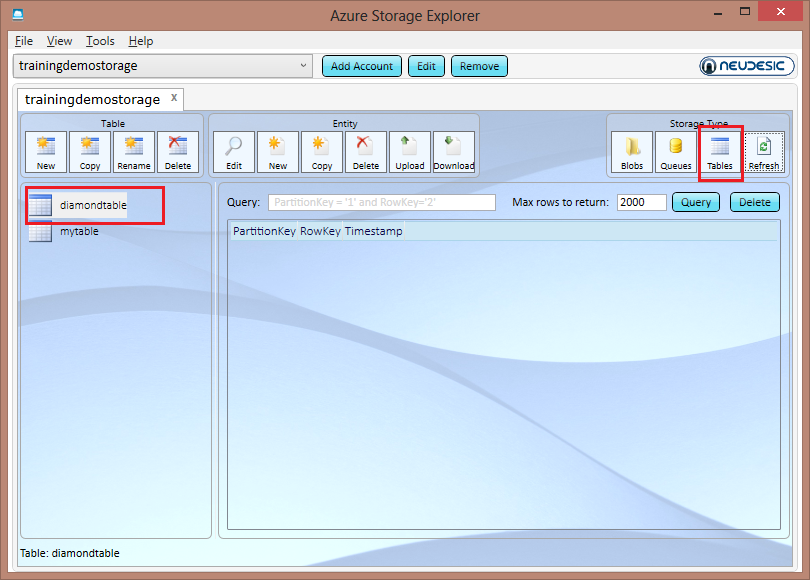 Azure Storage Explorer
File View Tools Help
trainingdemostorage Add Account Edit Remove NEUDESIC
trainingdemostorage x
Table Entity Storage Type
New Copy Rename Delete Edit New Copy Delete Upload Download Blobs Queues Tables Refresh
diamondtable
mytable
Query: PartitionKey = '1' and RowKey='2' Max rows to return: 2000 Query Delete
PartitionKey RowKey Timestamp
Table: diamondtable